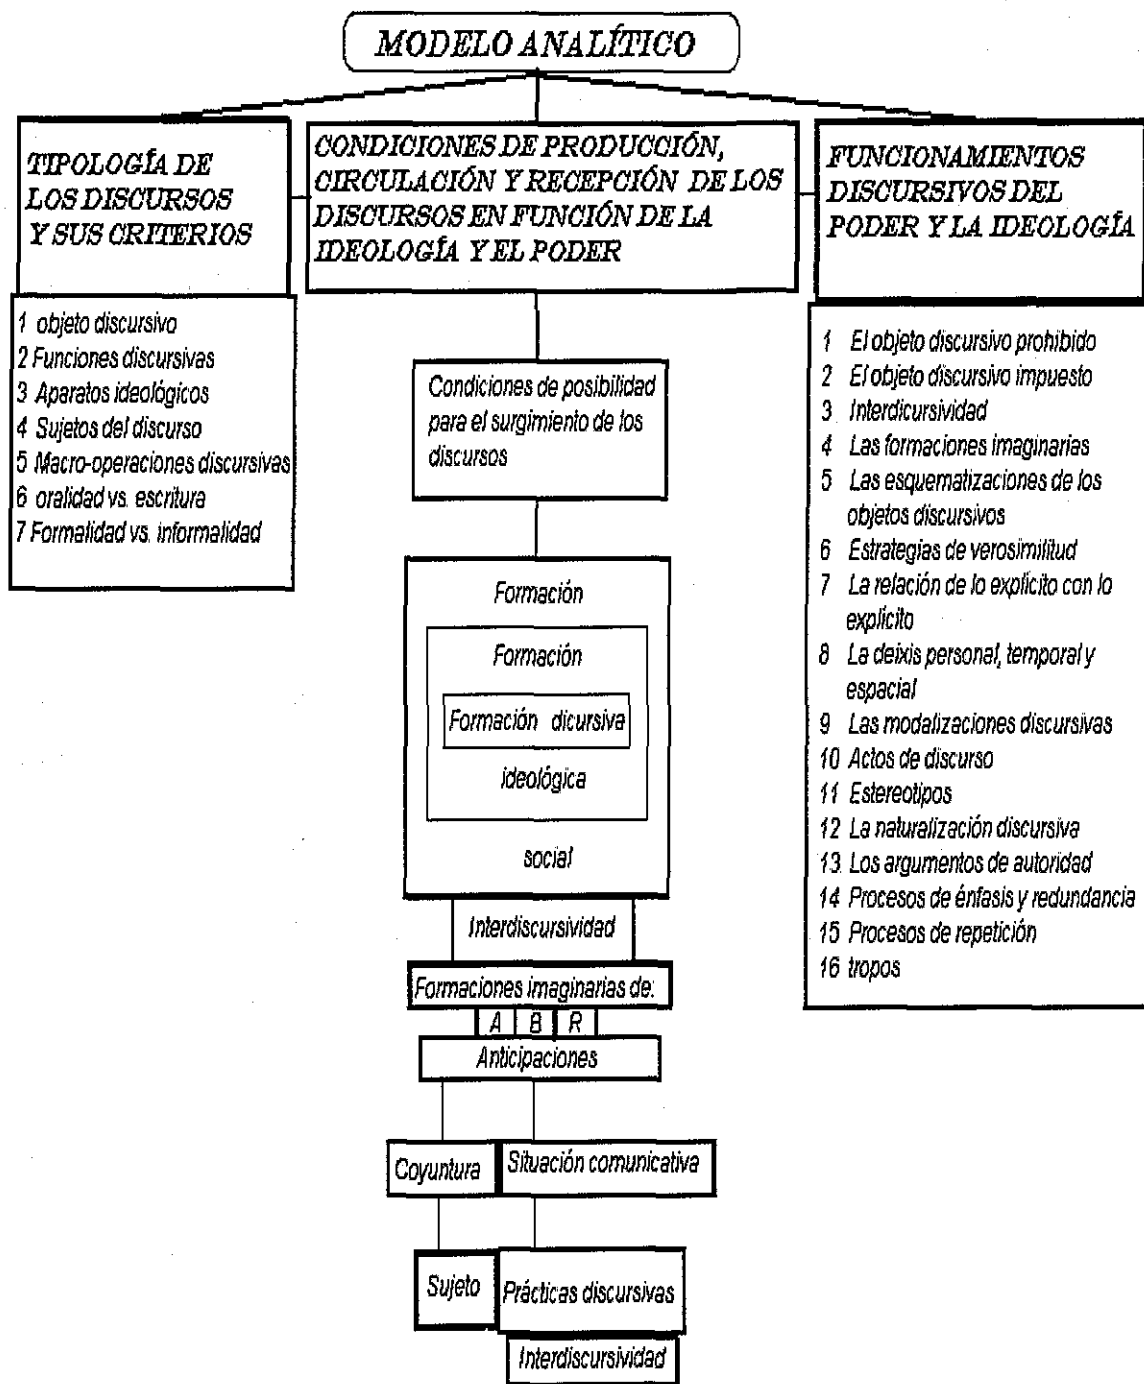 MODELO ANALÍTICO
TIPOLOGÍA DE
LOS DISCURSOS
Y SUS CRITERIOS
1 objeto discursivo
2 Funciones discursivas
3 Aparatos ideológicos
4 Sujetos del discurso
5 Macro-operaciones discursivas
6 oralidad vs. escritura
7 Formalidad vs. informalidad
CONDICIONES DE PRODUCCIÓN,
CIRCULACIÓN Y RECEPCIÓN DE LOS
DISCURSOS EN FUNCIÓN DE LA
IDEOLOGÍA Y EL PODER
Condiciones de posibilidad
para el surgimiento de los
discursos
Formación
Formación
Formación dicursiva
ideológica
social
Interdiscursividad
Formaciones imaginarias de:
A B R
Anticipaciones
Coyuntura
Situación comunicativa
Sujeto
Prácticas discursivas
Interdiscursividad
FUNCIONAMIENTOS
DISCURSIVOS DEL
PODER Y LA IDEOLOGÍA
1 El objeto discursivo prohibido
2 El objeto discursivo impuesto
3 Interdicursividad
4 Las formaciones imaginarias
5 Las esquematizaciones de los
objetos discursivos
6 Estrategias de verosimilitud
7 La relación de lo explícito con lo
explícito
8 La deixis personal, temporal y
espacial
9 Las modalizaciones discursivas
10 Actos de discurso
11 Estereotipos
12 La naturalización discursiva
13. Los argumentos de autoridad
14 Procesos de énfasis y redundancia
15 Procesos de repetición
16 tropos